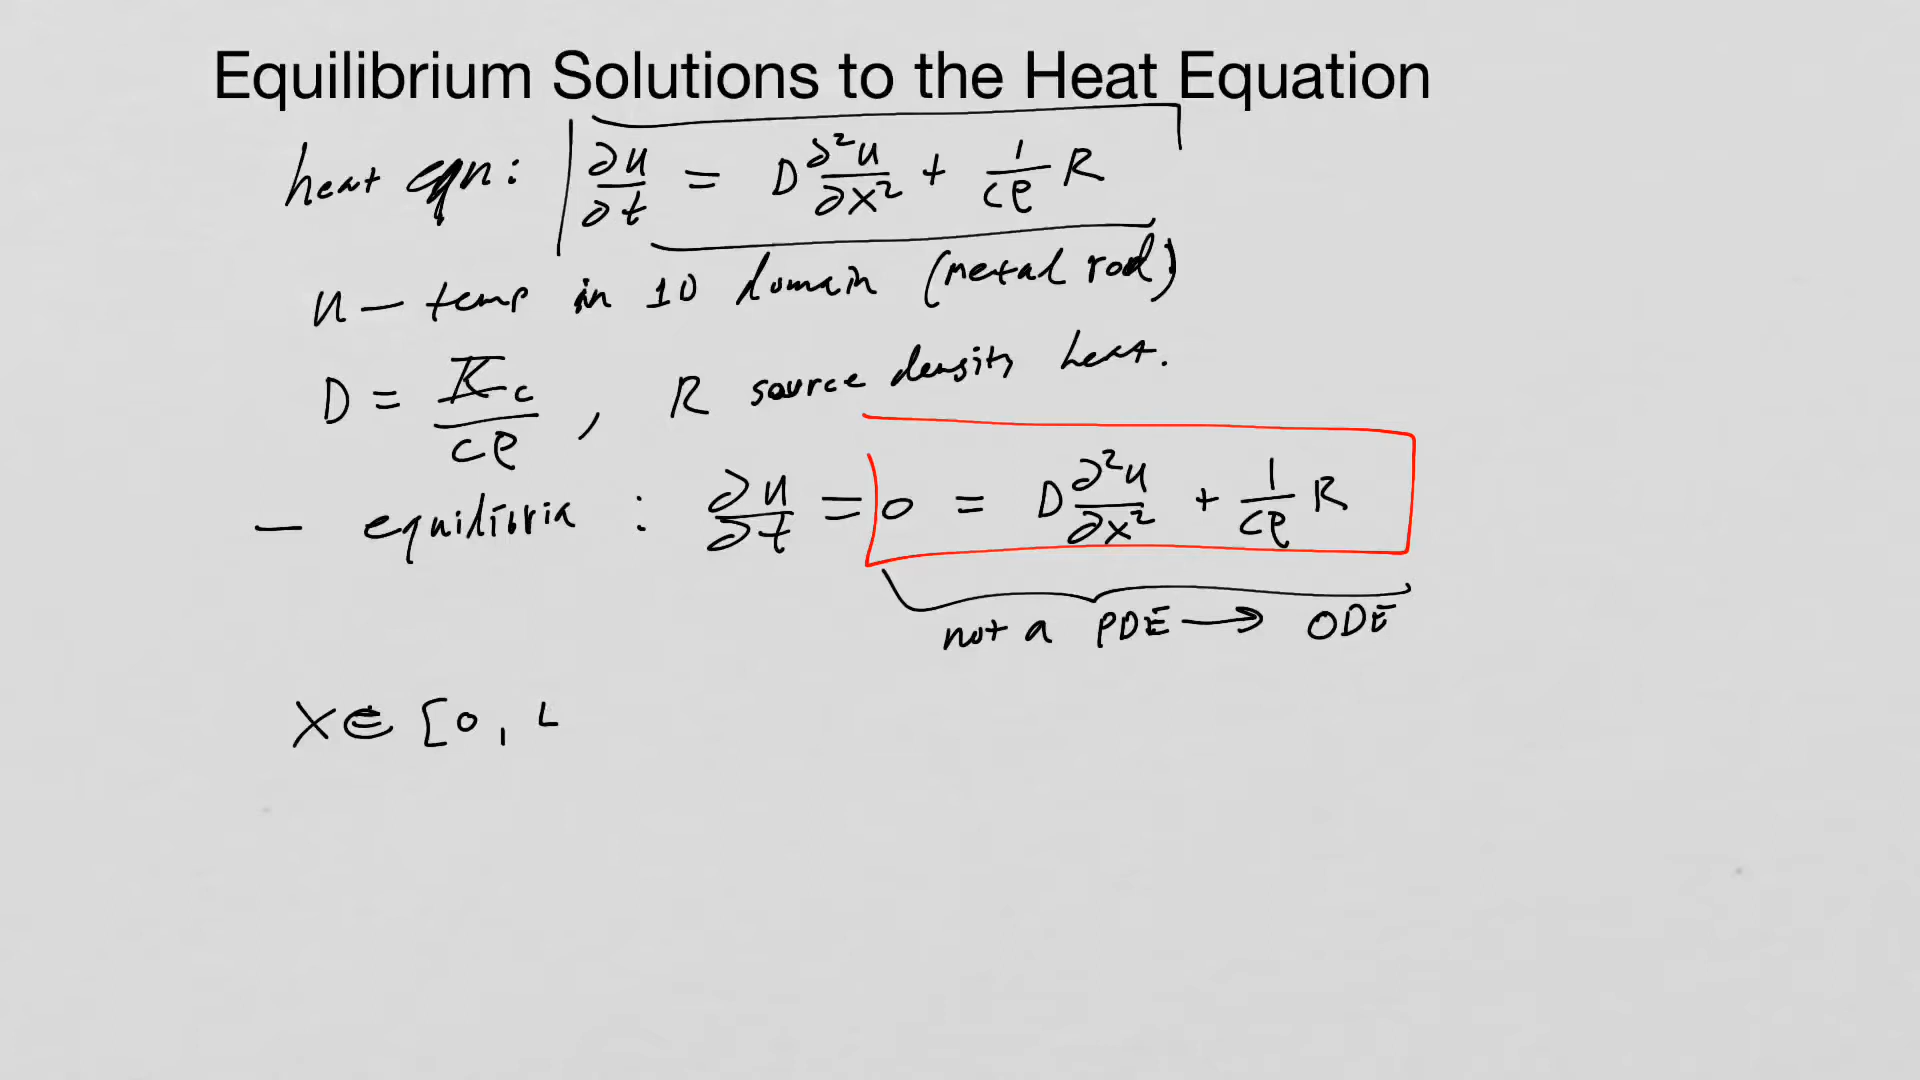 Equilibrium Solutions to the Heat Equation
heat eqn: ∂u/∂t = D ∂²u/∂x² + 1/cρ R
u — temp in 1D domain (metal rod)
D = K_c/cρ , R source density heat.
— equilibria : ∂u/∂t = 0 = D ∂²u/∂x² + 1/cρ R
not a PDE → ODE
x ∈ [0, L